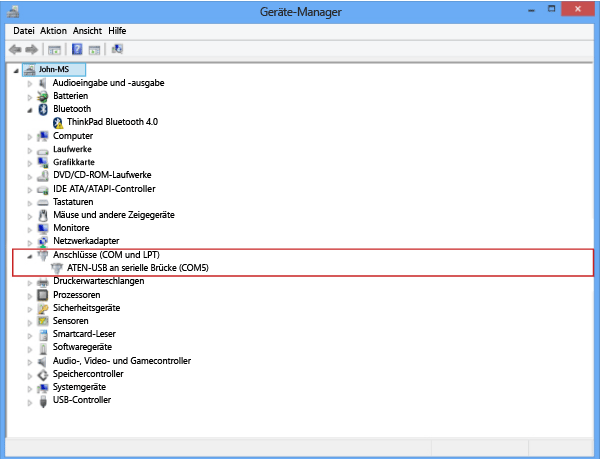 Geräte-Manager
Datei Aktion Ansicht Hilfe
John-MS
Audioeingabe und -ausgabe
Batterien
Bluetooth
ThinkPad Bluetooth 4.0
Computer
Laufwerke
Grafikkarte
DVD/CD-ROM-Laufwerke
IDE ATA/ATAPI-Controller
Tastaturen
Mäuse und andere Zeigegeräte
Monitore
Netzwerkadapter
Anschlüsse (COM und LPT)
ATEN-USB an serielle Brücke (COM5)
Druckerwarteschlangen
Prozessoren
Sicherheitsgeräte
Sensoren
Smartcard-Leser
Softwaregeräte
Audio-, Video- und Gamecontroller
Speichercontroller
Systemgeräte
USB-Controller